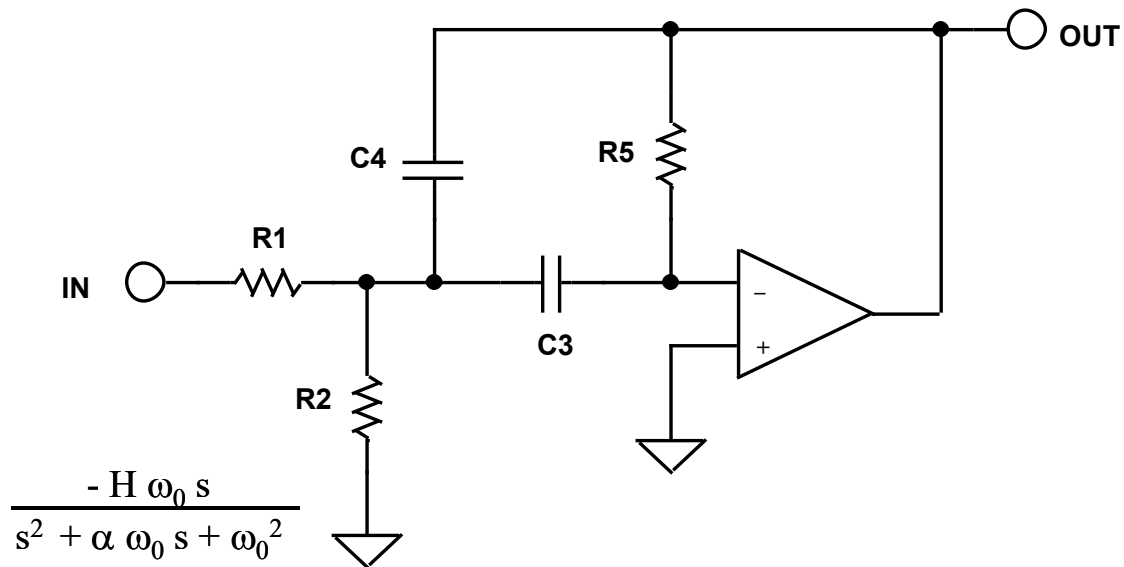 OUT
C4
R5
R1
IN
−
C3
+
R2
- H ω₀ s
s² + α ω₀ s + ω₀²